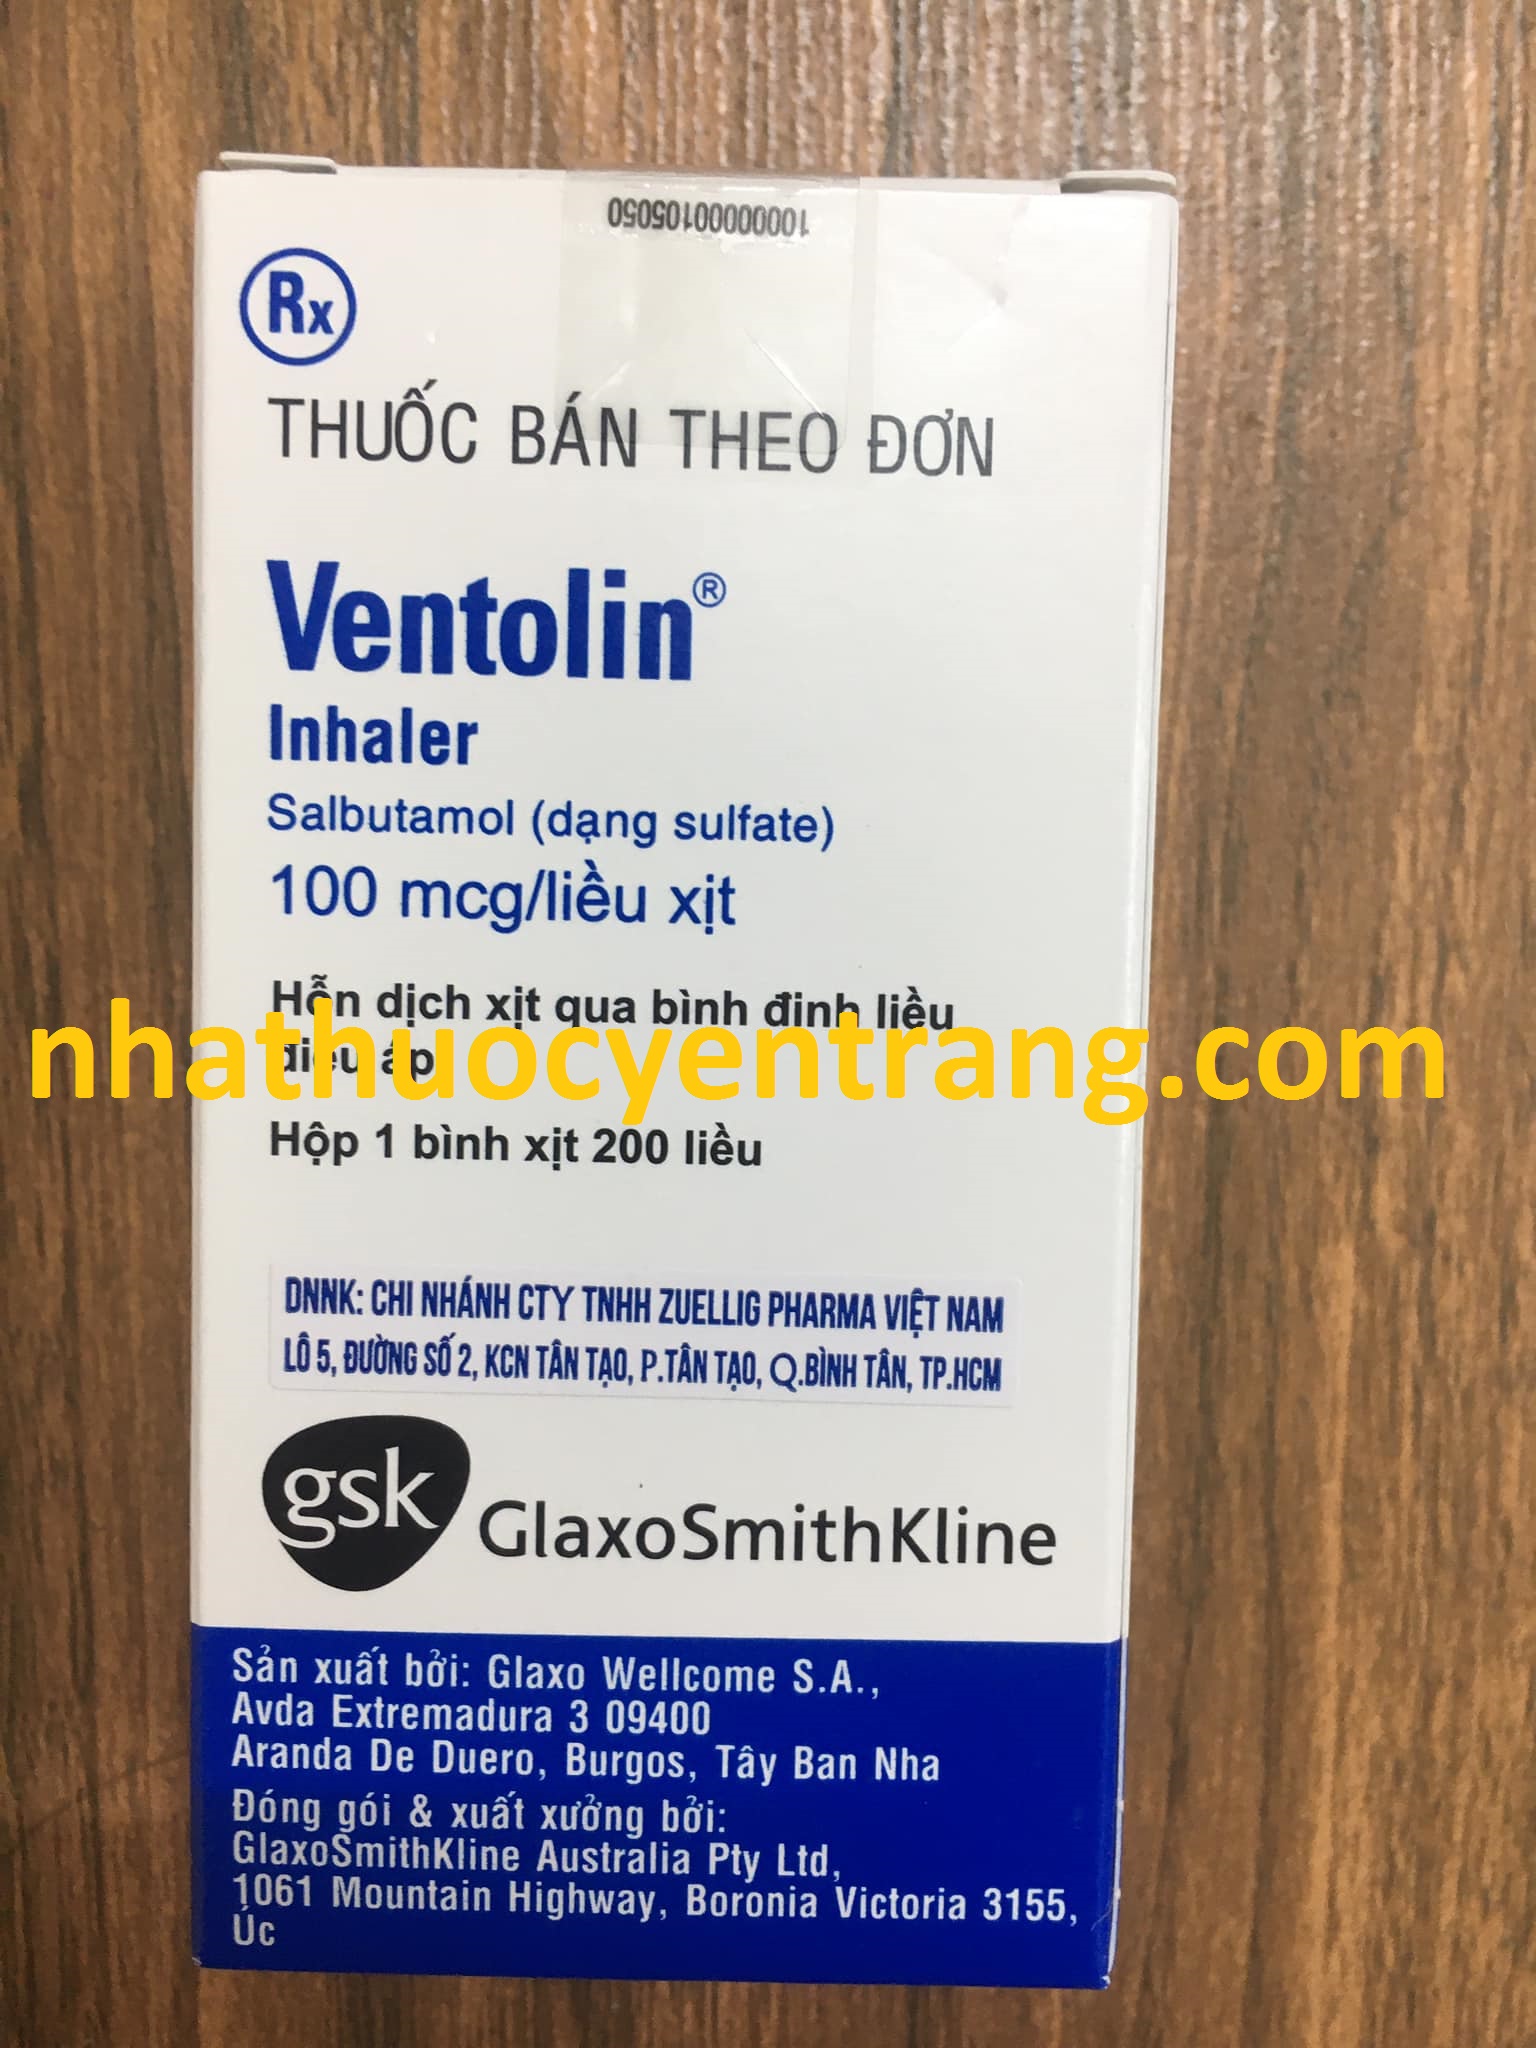 1000000105050
Rx
THUỐC BÁN THEO ĐƠN
Ventolin®
Inhaler
Salbutamol (dạng sulfate)
100 mcg/liều xịt
Hỗn dịch xịt qua bình định liều
điều áp
nhathuocyentrang.com
Hộp 1 bình xịt 200 liều
DNNK: CHI NHÁNH CTY TNHH ZUELLIG PHARMA VIỆT NAM
LÔ 5, ĐƯỜNG SỐ 2, KCN TÂN TẠO, P.TÂN TẠO, Q.BÌNH TÂN, TP.HCM
gsk GlaxoSmithKline
Sản xuất bởi: Glaxo Wellcome S.A.,
Avda Extremadura 3 09400
Aranda De Duero, Burgos, Tây Ban Nha
Đóng gói & xuất xưởng bởi:
GlaxoSmithKline Australia Pty Ltd,
1061 Mountain Highway, Boronia Victoria 3155,
Úc